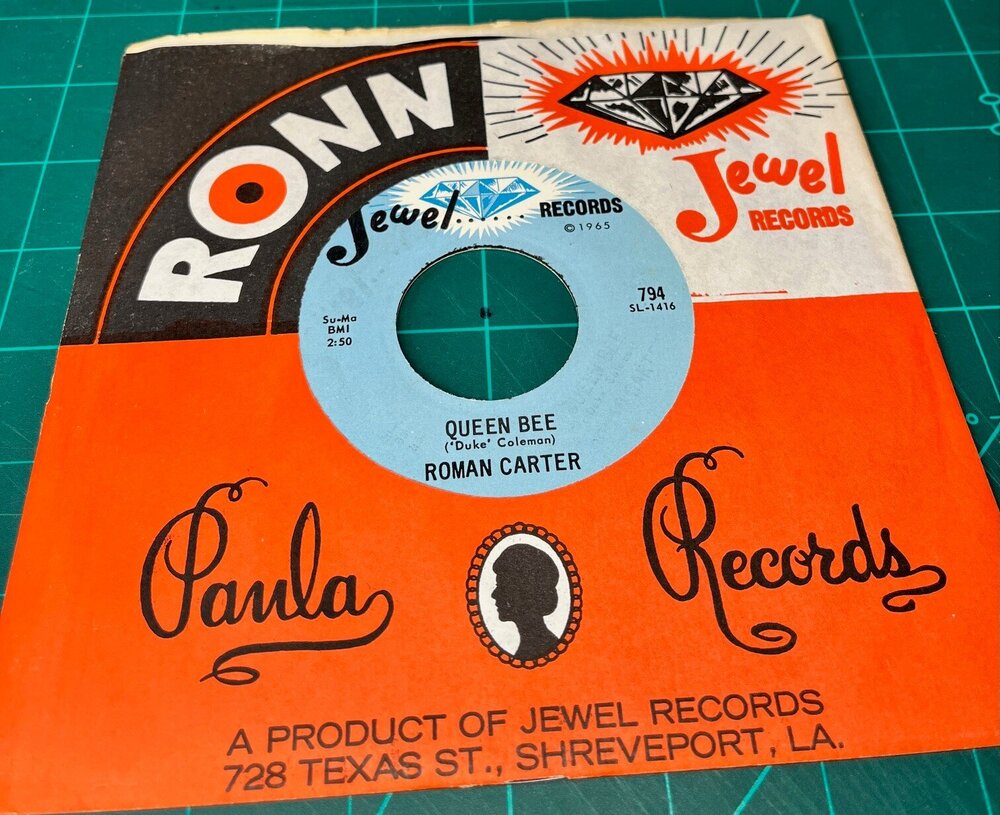 RONN
Jewel
RECORDS
Jewel...... RECORDS
© 1965
Su-Ma
BMI
2:50
794
SL-1416
QUEEN BEE
('Duke' Coleman)
ROMAN CARTER
Paula Records
A PRODUCT OF JEWEL RECORDS
728 TEXAS ST., SHREVEPORT, LA.